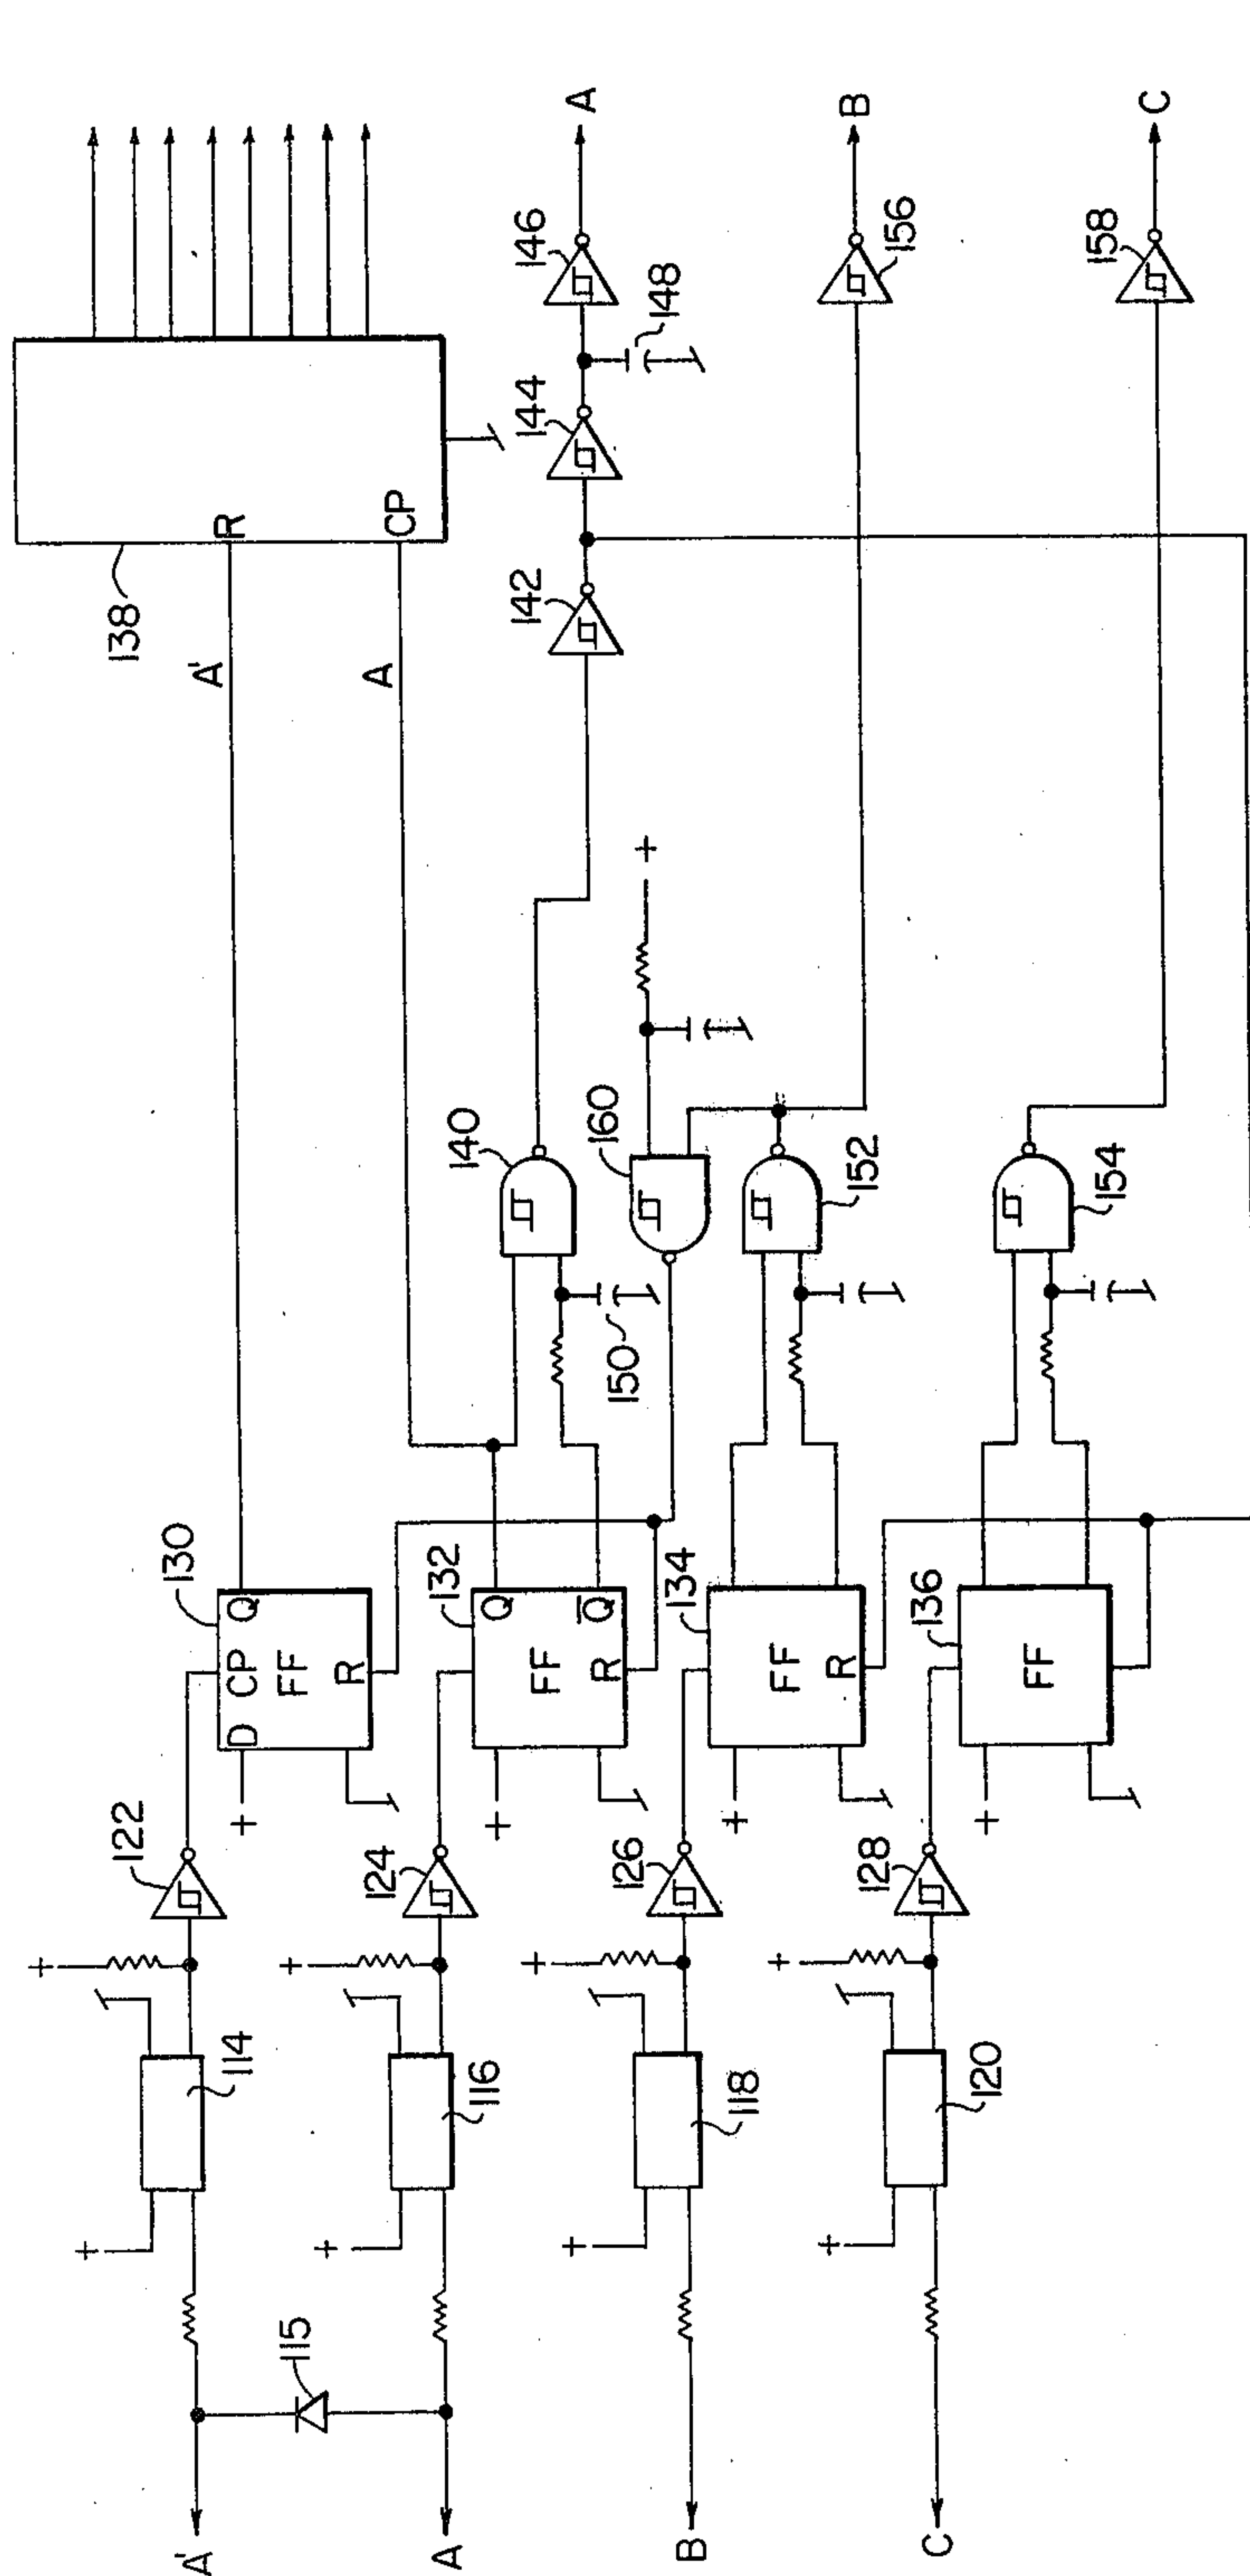 A'
A
B
C
+
+
+
+
115
114
116
118
120
+
+
+
+
122
124
126
128
+
+
+
+
130
D CP Q
FF
R
132
Q
FF
Q̅
R
134
FF
R
136
FF
150
140
160
152
154
+
A'
A
138
R
CP
142
144
146
148
156
158
A
B
C